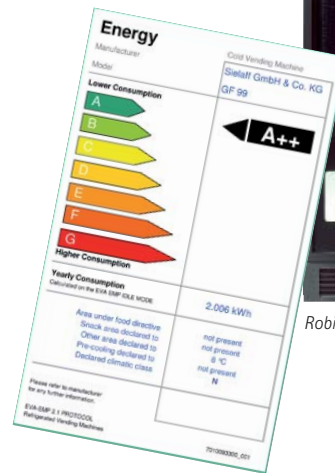 Energy
Cold Vending Machine
Manufacturer
Sielaff GmbH & Co. KG
Model
GF 99
Lower Consumption
A
A++
B
C
D
E
F
G
Higher Consumption
Yearly Consumption
2.006 kWh
Calculated on the EVA EMP IDLE MODE
Area under food directive not present
Snack area declared to not present
Other area declared to 8 °C
Pre-cooling declared to not present
Declared climatic class N
Please refer to manufacturer
for any further information.
EVA-EMP 2.1 PROTOCOL
Refrigerated Vending Machines
Robi